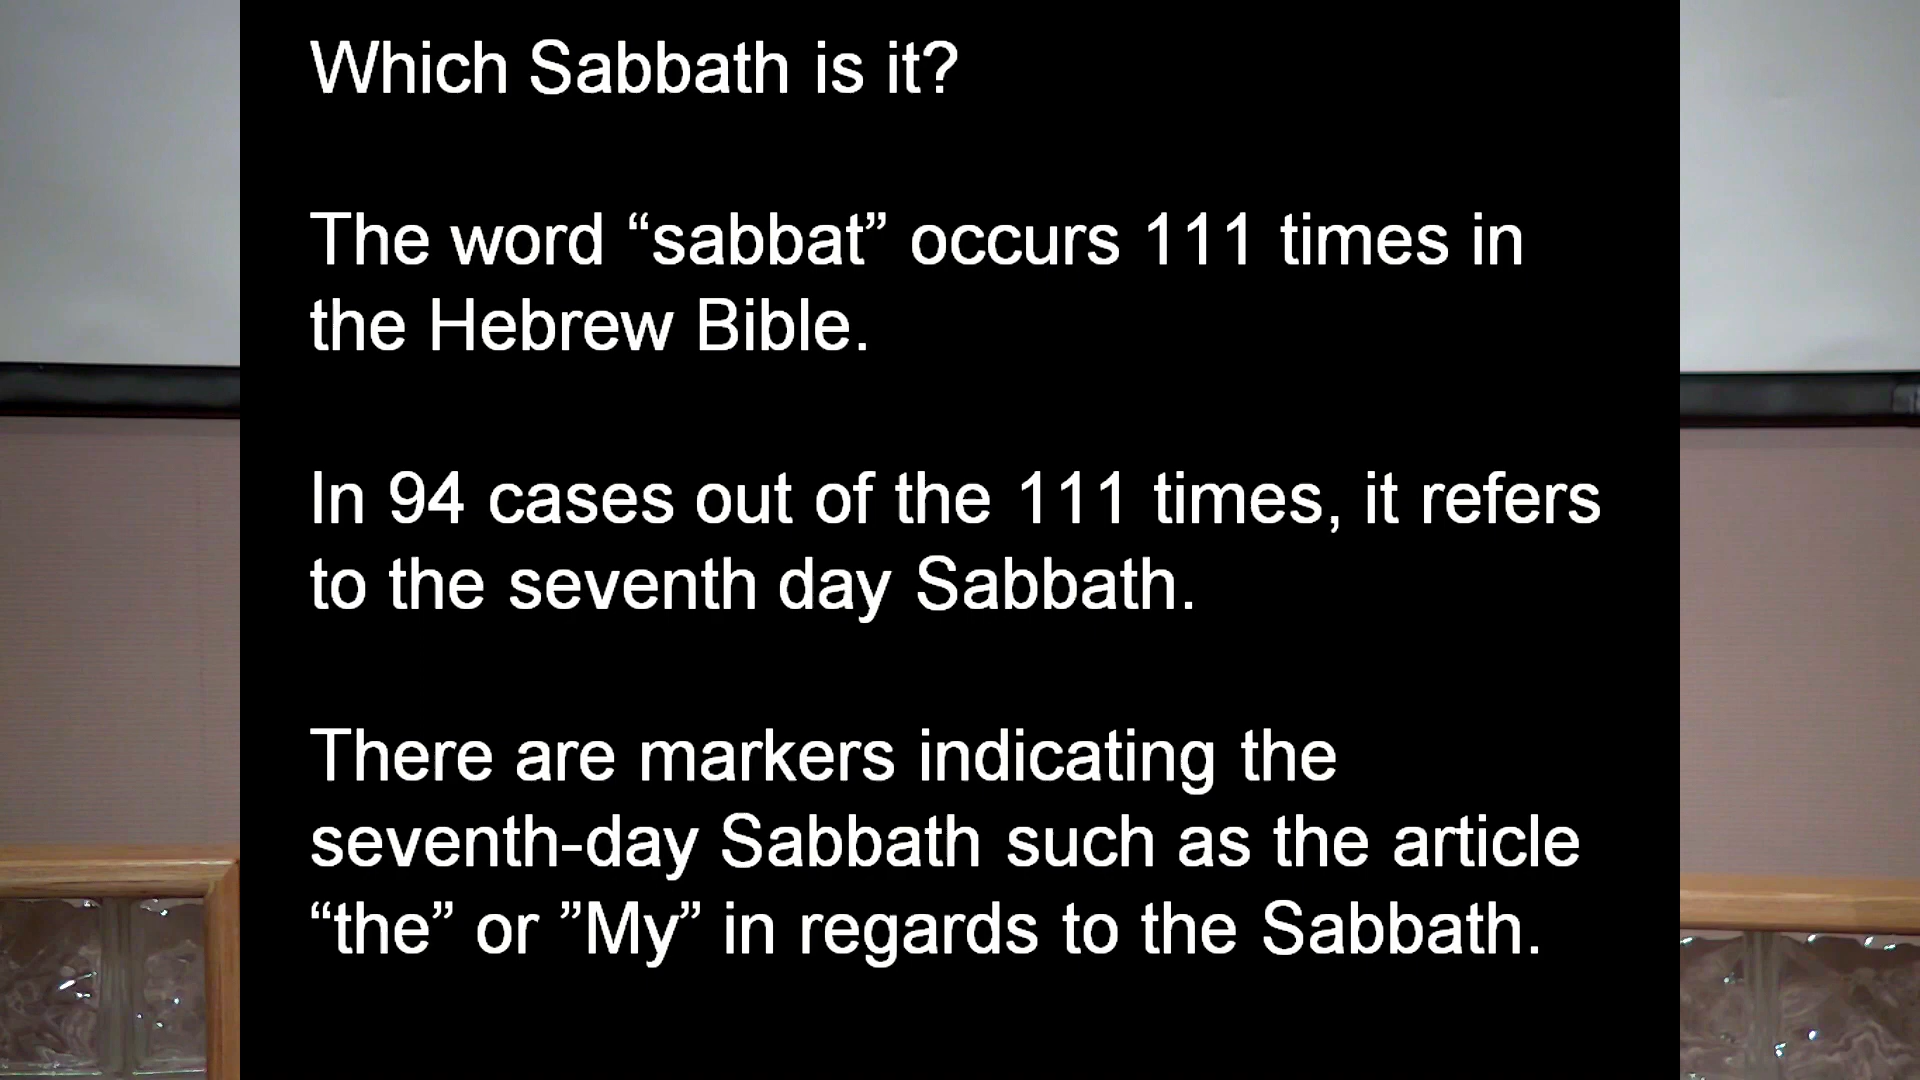 Which Sabbath is it?
The word “sabbat” occurs 111 times in
the Hebrew Bible.
In 94 cases out of the 111 times, it refers
to the seventh day Sabbath.
There are markers indicating the
seventh-day Sabbath such as the article
“the” or ”My” in regards to the Sabbath.